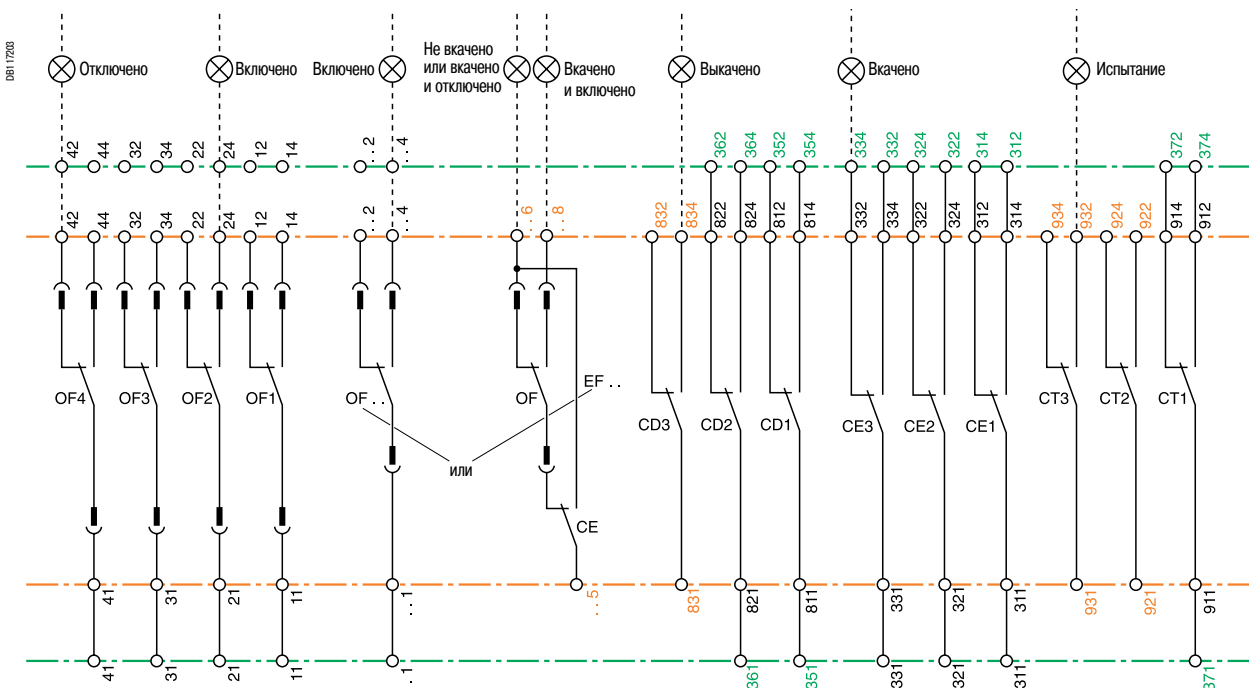 DB117203
Отключено
Включено
Включено
Не вкачено
или вкачено
и отключено
Вкачено
и включено
Выкачено
Вкачено
Испытание
42 44 32 34 22 24 12 14 . . 2 . . 4 362 364 352 354 334 332 324 322 314 312 372 374
42 44 32 34 22 24 12 14 . . 2 . . 4 . . 6 . . 8 832 834 822 824 812 814 332 334 322 324 312 314 934 932 924 922 914 912
OF4 OF3 OF2 OF1 OF . . OF EF . . CD3 CD2 CD1 CE3 CE2 CE1 CT3 CT2 CT1
или
CE
41 31 21 11 . . 1 . . 5 831 821 811 331 321 311 931 921 911
41 31 21 11 . . 1 361 351 331 321 311 371